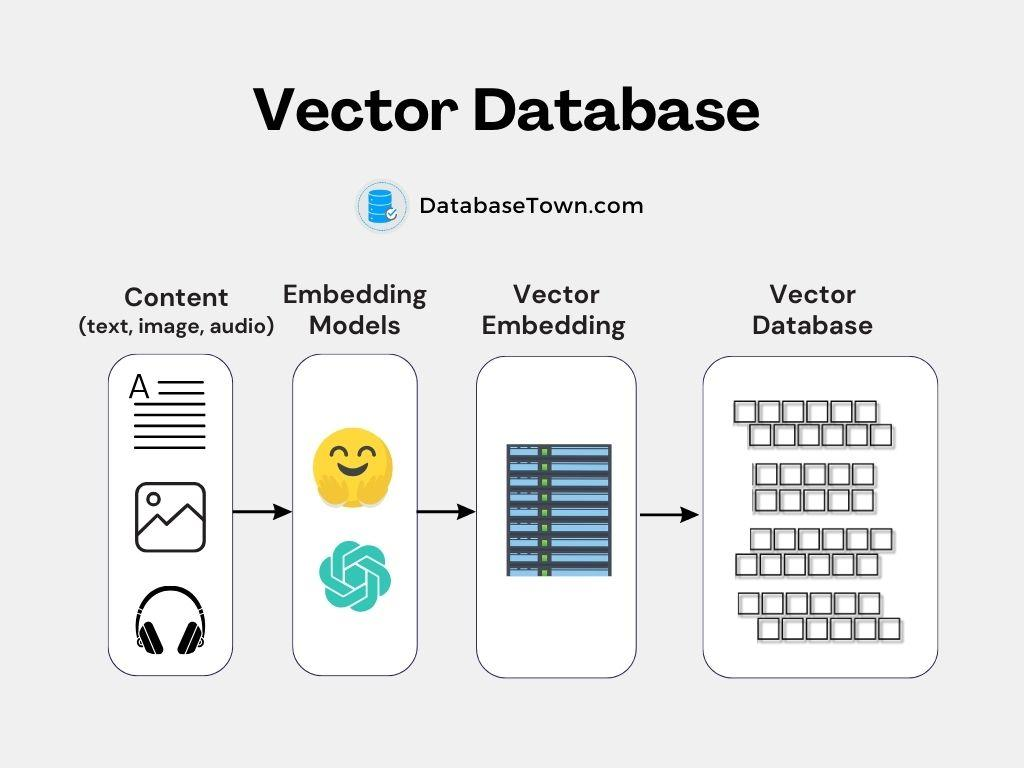 Vector Database
DatabaseTown.com
Content
(text, image, audio)
Embedding
Models
Vector
Embedding
Vector
Database
A